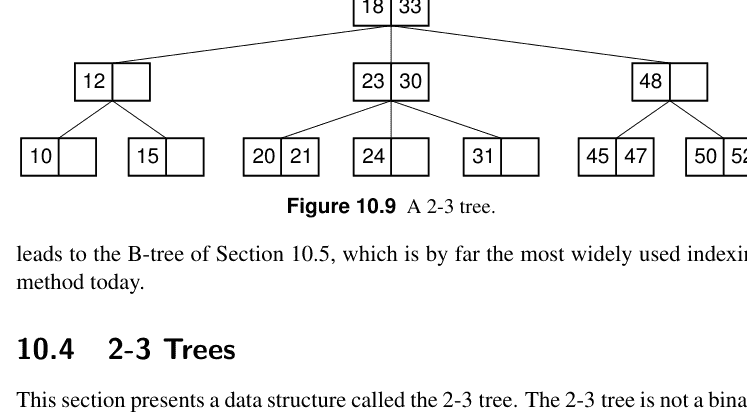 18 33
12 23 30 48
10 15 20 21 24 31 45 47 50 52
Figure 10.9 A 2-3 tree.
leads to the B-tree of Section 10.5, which is by far the most widely used
method today.
10.4 2-3 Trees
This section presents a data structure called the 2-3 tree. The 2-3 tree is not a